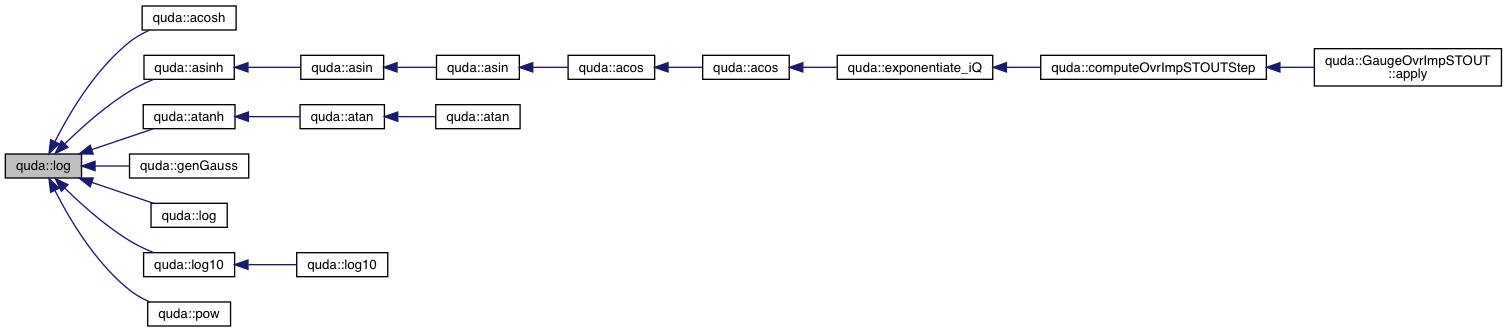 quda::acosh
quda::asinh
quda::asin
quda::asin
quda::acos
quda::acos
quda::exponentiate_iQ
quda::computeOvrImpSTOUTStep
quda::GaugeOvrImpSTOUT
::apply
quda::atanh
quda::atan
quda::atan
quda::log
quda::genGauss
quda::log
quda::log10
quda::log10
quda::pow